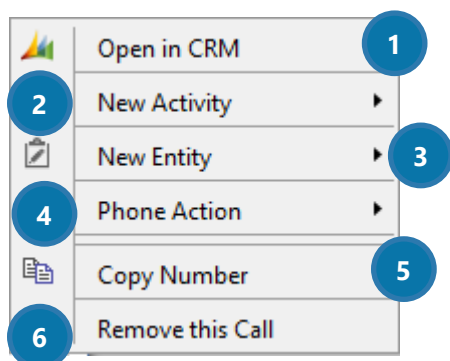 Open in CRM 1
2 New Activity
New Entity 3
4 Phone Action
Copy Number 5
6 Remove this Call